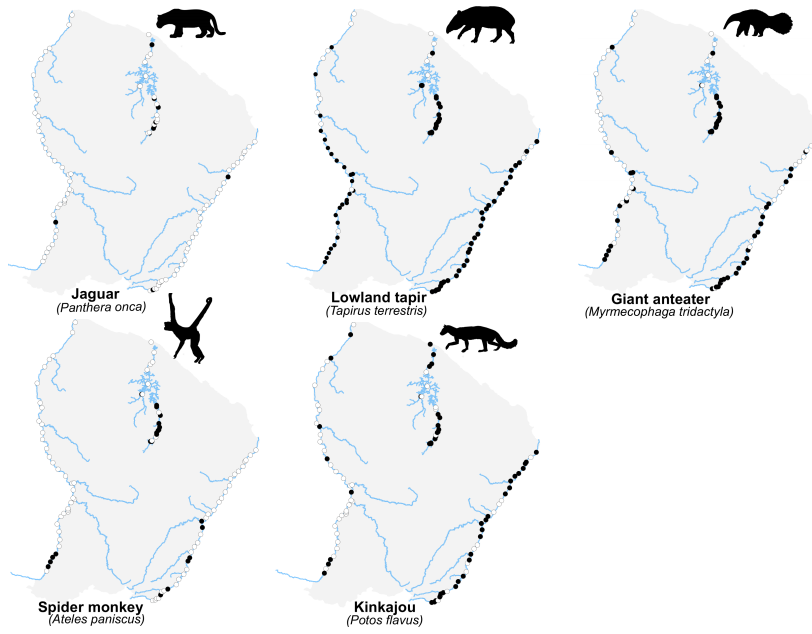 Jaguar
(Panthera onca)
Lowland tapir
(Tapirus terrestris)
Giant anteater
(Myrmecophaga tridactyla)
Spider monkey
(Ateles paniscus)
Kinkajou
(Potos flavus)